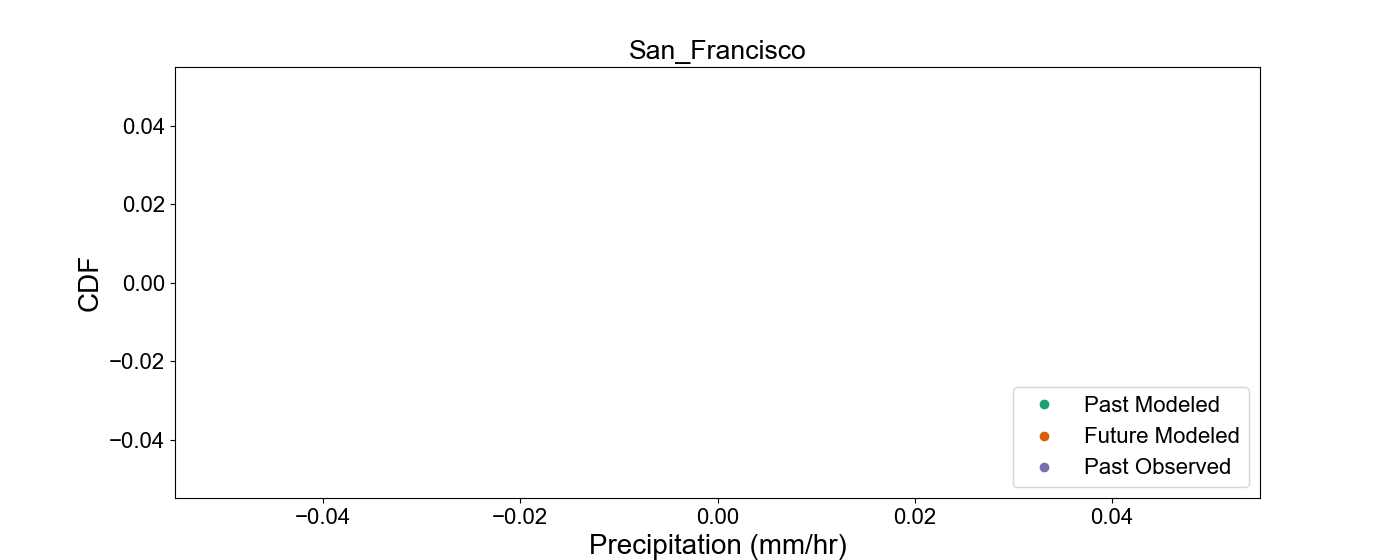 San_Francisco
CDF
0.04
0.02
0.00
−0.02
−0.04
Past Modeled
Future Modeled
Past Observed
−0.04 −0.02 0.00 0.02 0.04
Precipitation (mm/hr)